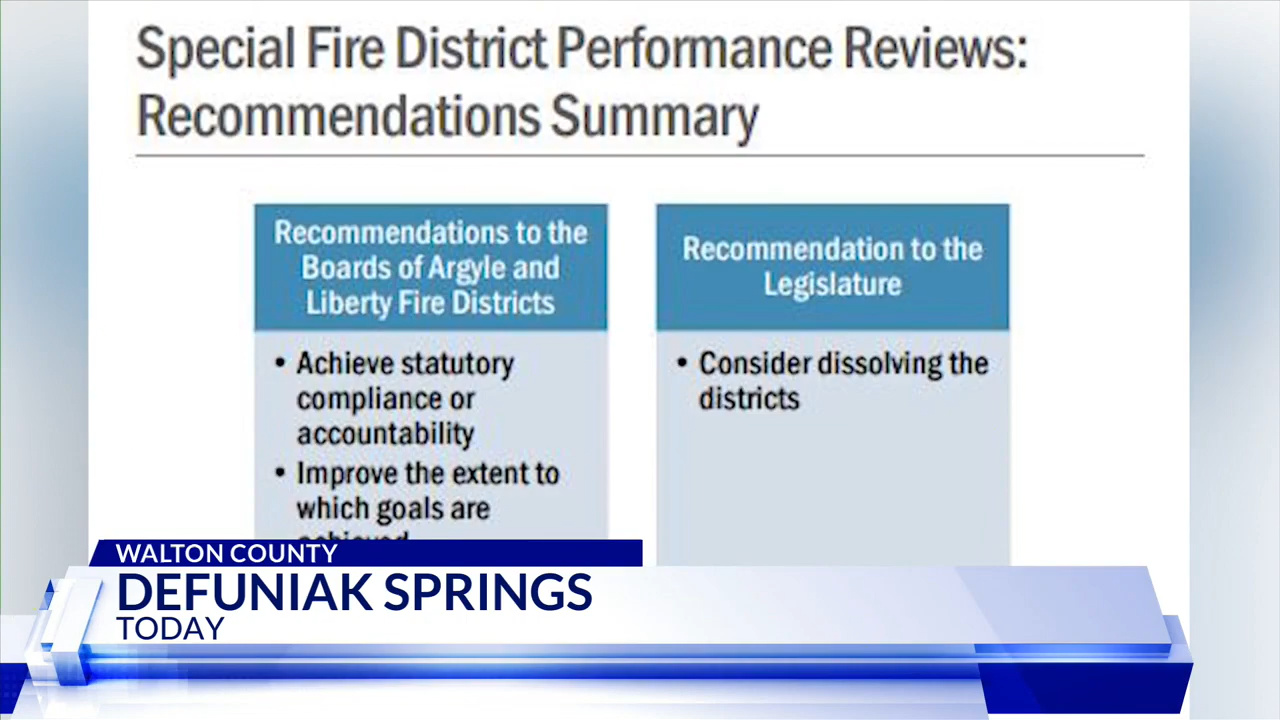 Special Fire District Performance Reviews:
Recommendations Summary
Recommendations to the
Boards of Argyle and
Liberty Fire Districts
• Achieve statutory
compliance or
accountability
• Improve the extent to
which goals are
Recommendation to the
Legislature
• Consider dissolving the
districts
WALTON COUNTY
DEFUNIAK SPRINGS
TODAY